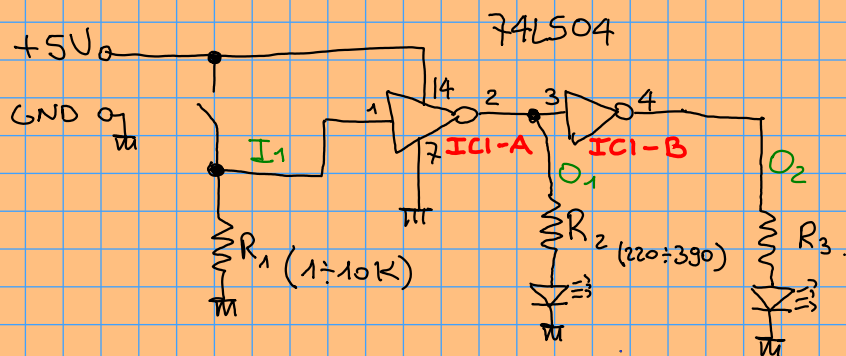 74LS04
+5V
14
GND
1
2
3
4
I1
7
IC1-A
IC1-B
O1
O2
R1 (1÷10K)
R2 (220÷390)
R3